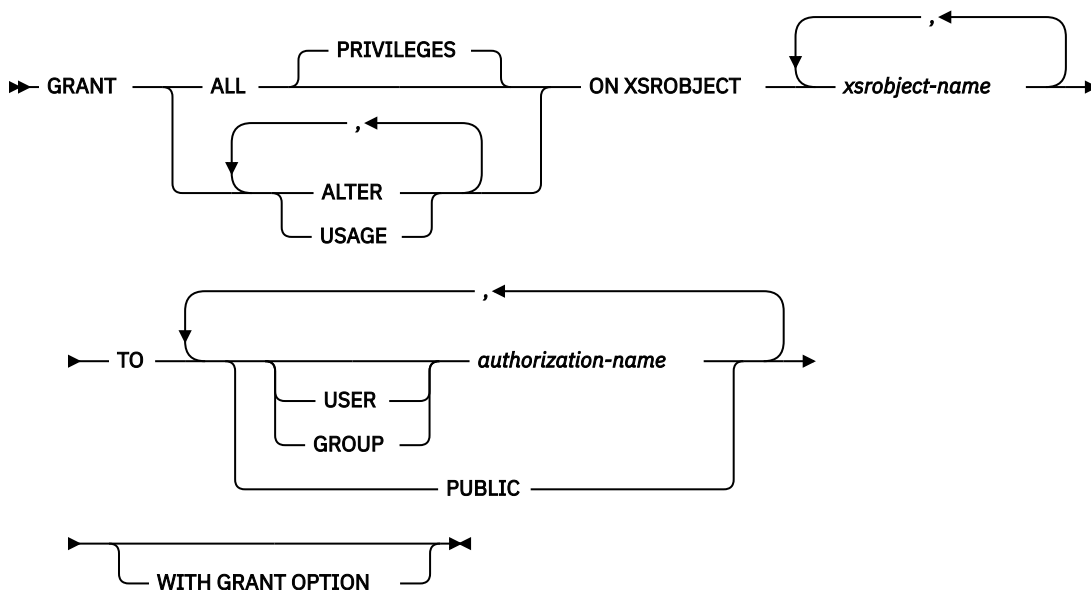 ,
PRIVILEGES
GRANT ALL ON XSROBJECT xsrobject-name
,
ALTER
USAGE
,
TO authorization-name
USER
GROUP
PUBLIC
WITH GRANT OPTION